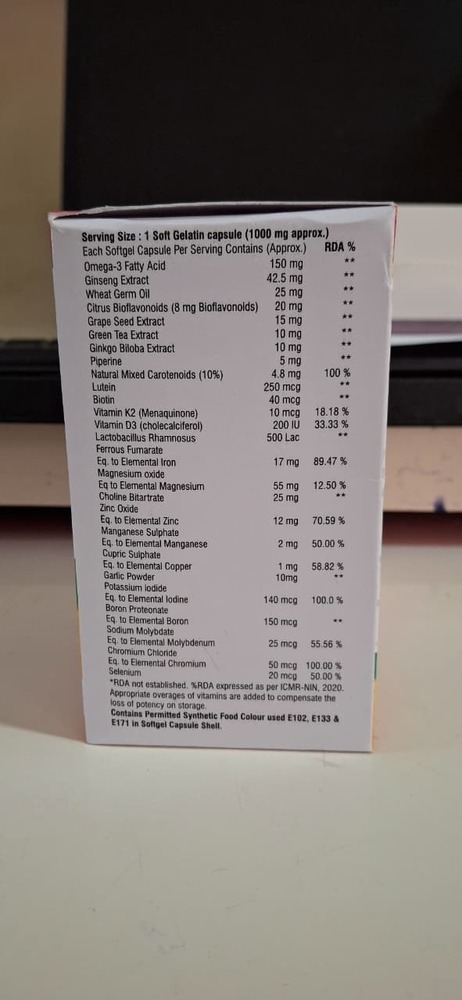 Serving Size : 1 Soft Gelatin capsule (1000 mg approx.)
Each Softgel Capsule Per Serving Contains (Approx.) RDA %
Omega-3 Fatty Acid 150 mg **
Ginseng Extract 42.5 mg **
Wheat Germ Oil 25 mg **
Citrus Bioflavonoids (8 mg Bioflavonoids) 20 mg **
Grape Seed Extract 15 mg **
Green Tea Extract 10 mg **
Ginkgo Biloba Extract 10 mg **
Piperine 5 mg **
Natural Mixed Carotenoids (10%) 4.8 mg 100 %
Lutein 250 mcg **
Biotin 40 mcg **
Vitamin K2 (Menaquinone) 10 mcg 18.18 %
Vitamin D3 (cholecalciferol) 200 IU 33.33 %
Lactobacillus Rhamnosus 500 Lac **
Ferrous Fumarate
Eq. to Elemental Iron 17 mg 89.47 %
Magnesium oxide
Eq to Elemental Magnesium 55 mg 12.50 %
Choline Bitartrate 25 mg **
Zinc Oxide
Eq. to Elemental Zinc 12 mg 70.59 %
Manganese Sulphate
Eq. to Elemental Manganese 2 mg 50.00 %
Cupric Sulphate
Eq. to Elemental Copper 1 mg 58.82 %
Garlic Powder 10mg **
Potassium Iodide
Eq. to Elemental Iodine 140 mcg 100.0 %
Boron Proteonate
Eq. to Elemental Boron 150 mcg **
Sodium Molybdate
Eq. to Elemental Molybdenum 25 mcg 55.56 %
Chromium Chloride
Eq. to Elemental Chromium 50 mcg 100.00 %
Selenium 20 mcg 50.00 %
*RDA not established. %RDA expressed as per ICMR-NIN, 2020.
Appropriate overages of vitamins are added to compensate the
loss of potency on storage.
Contains Permitted Synthetic Food Colour used E102, E133 &
E171 in Softgel Capsule Shell.